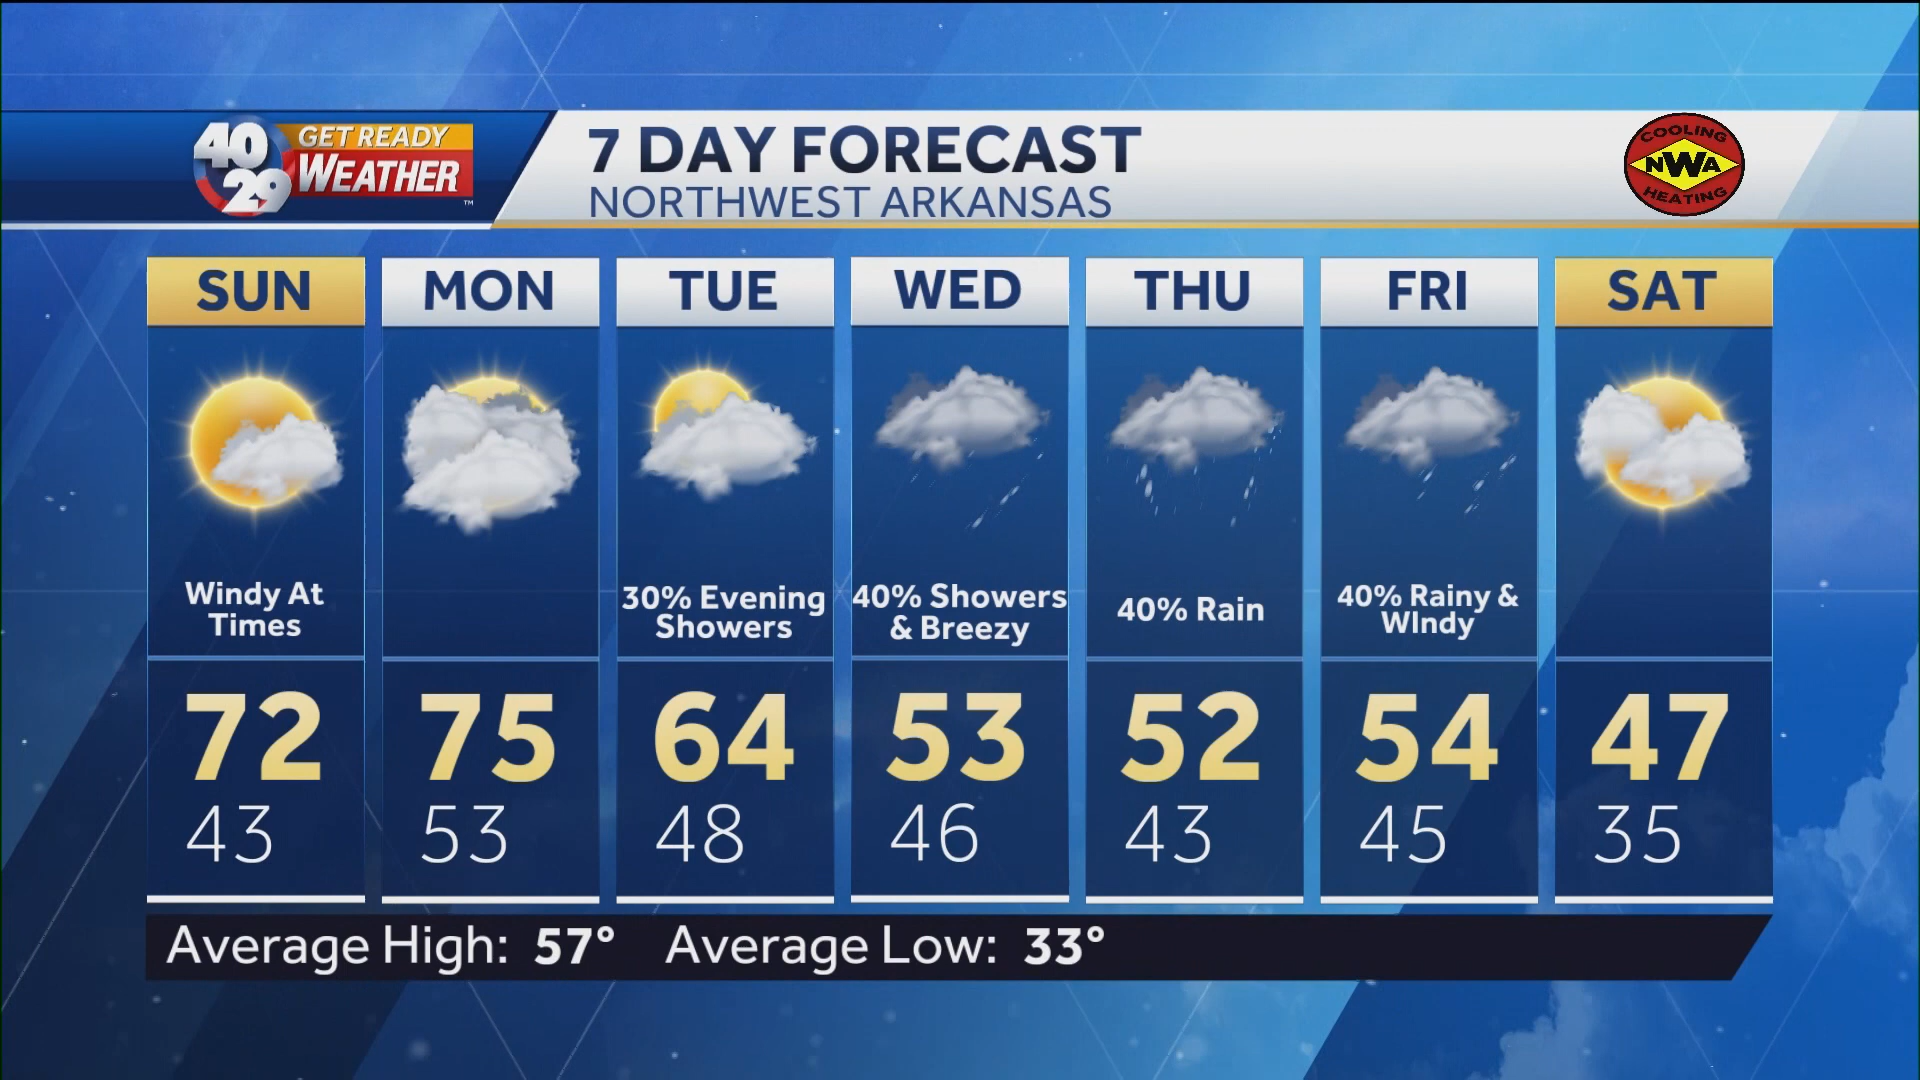 40
29
GET READY
WEATHER™
7 DAY FORECAST
NORTHWEST ARKANSAS
COOLING
NWA
HEATING
SUN
MON
TUE
WED
THU
FRI
SAT
Windy At
Times
30% Evening
Showers
40% Showers
& Breezy
40% Rain
40% Rainy &
WIndy
72
75
64
53
52
54
47
43
53
48
46
43
45
35
Average High: 57° Average Low: 33°